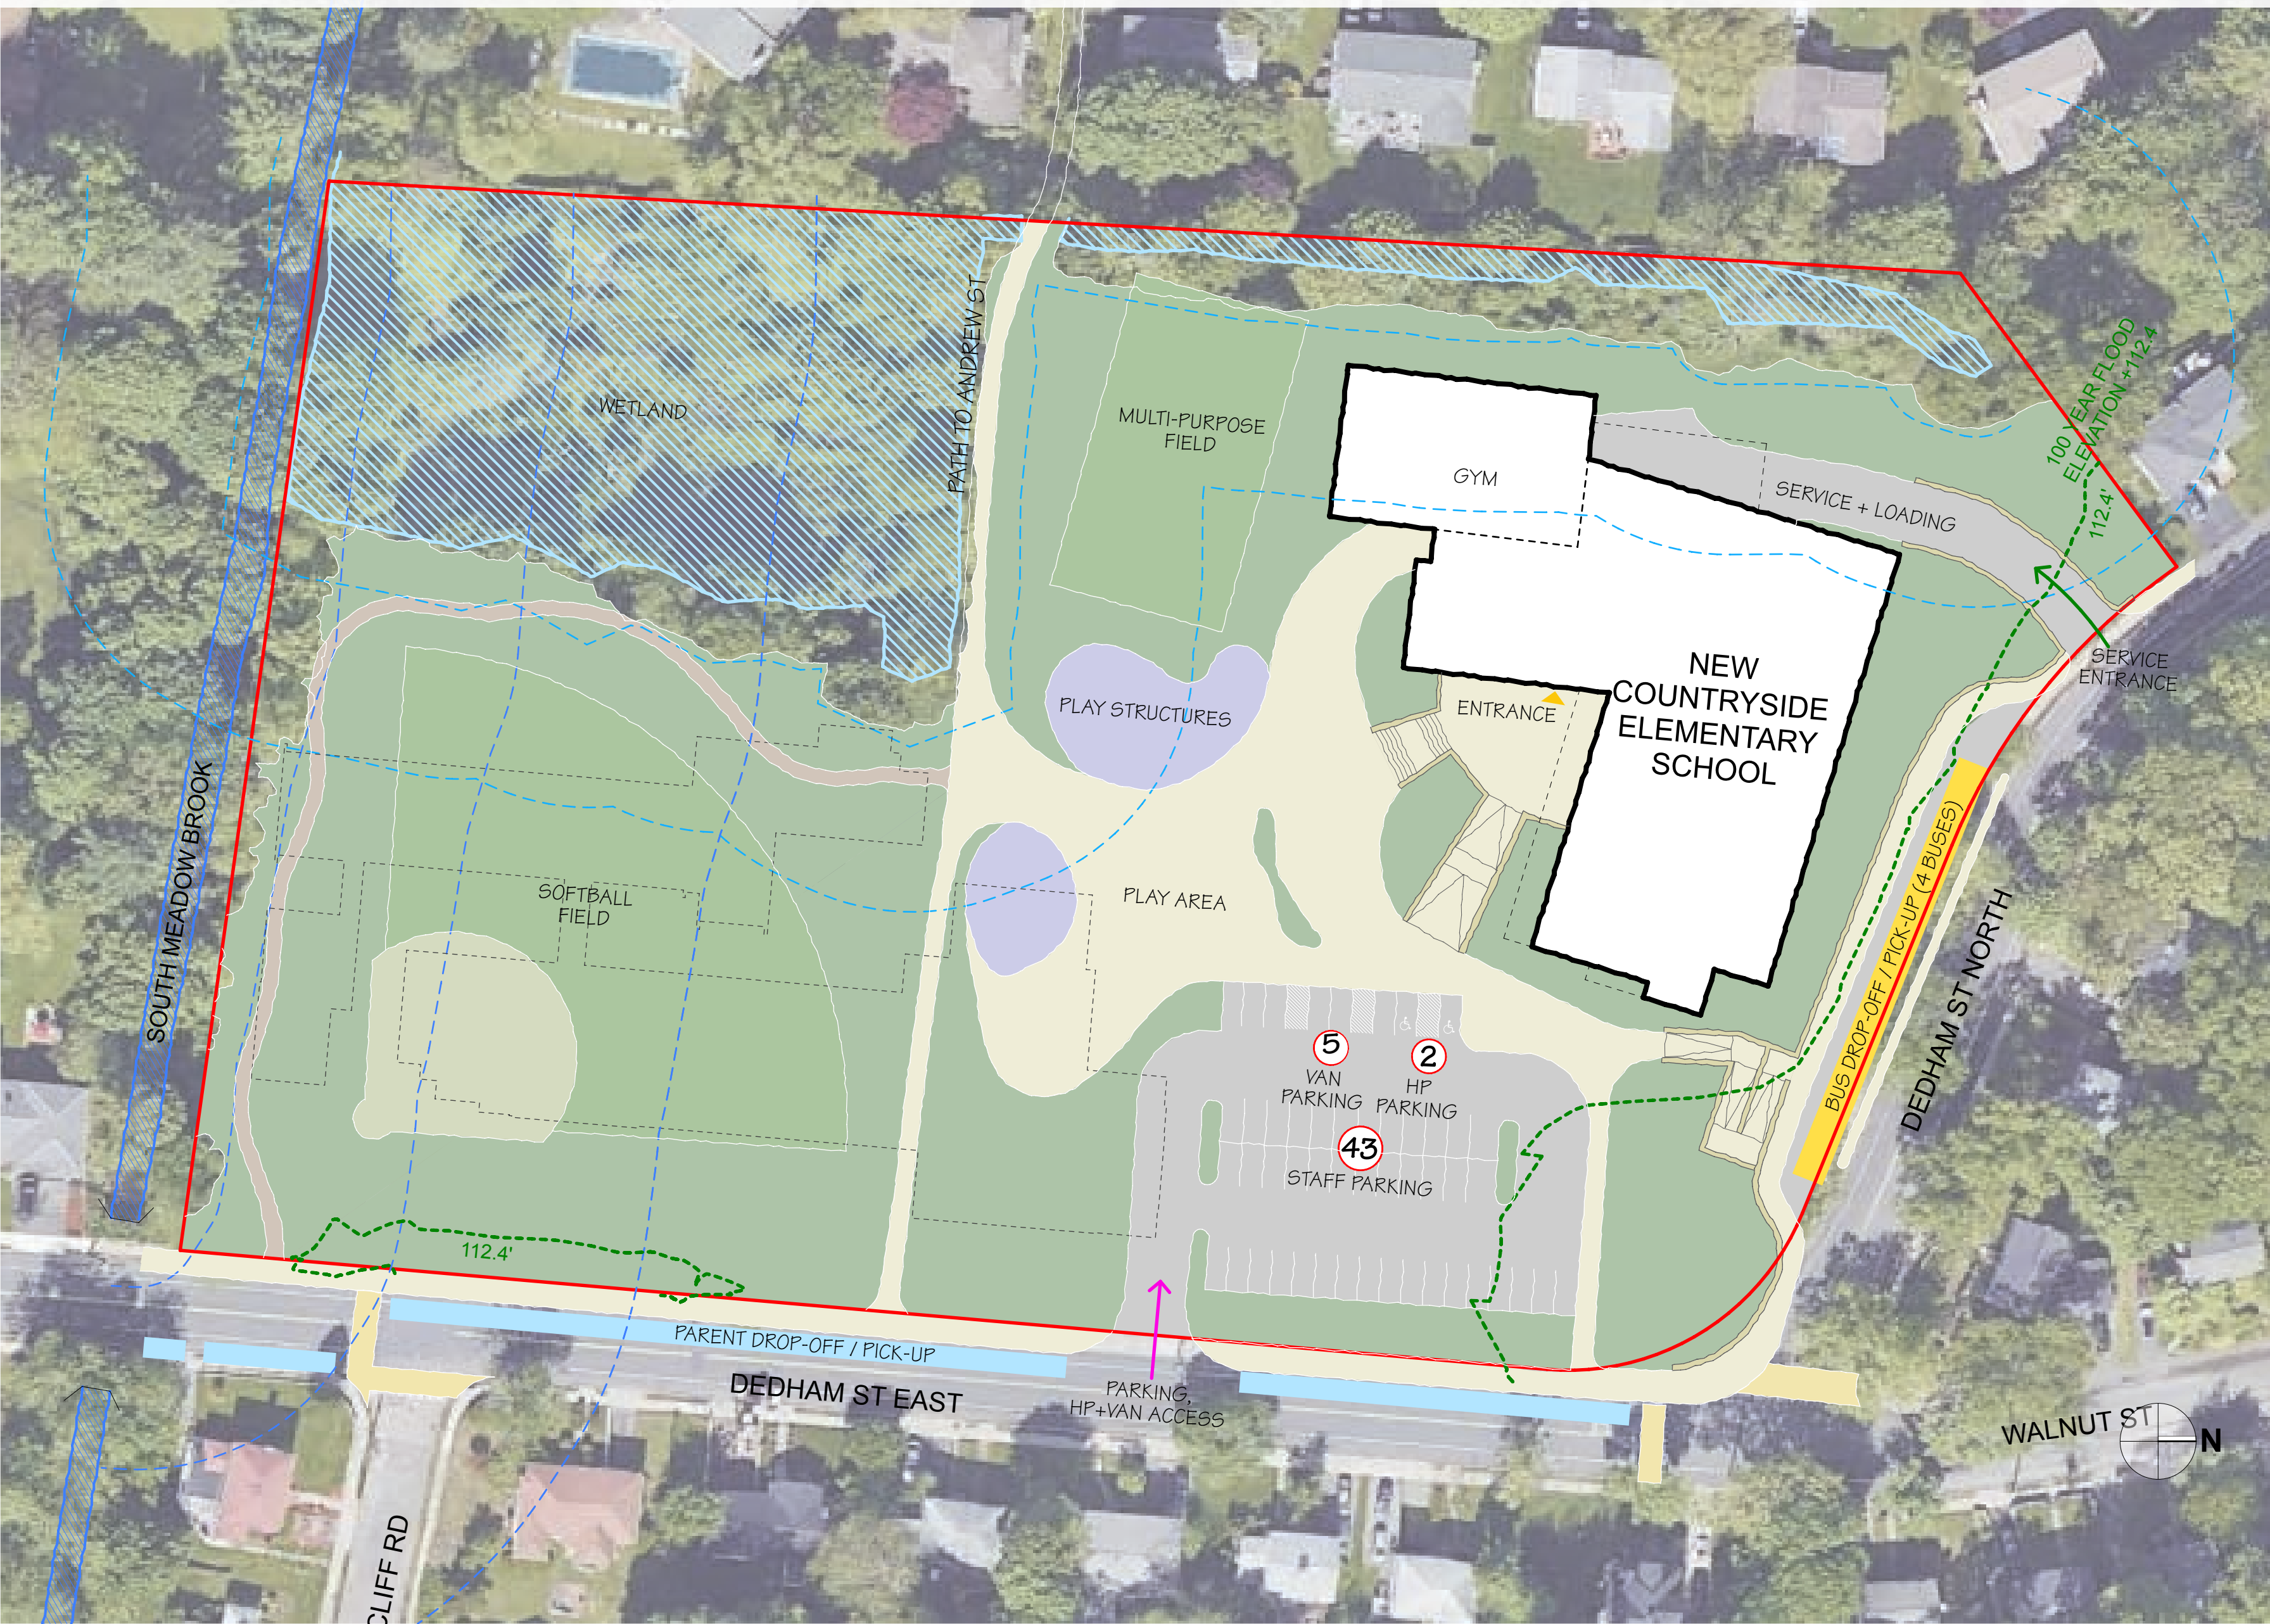 WETLAND
PATH TO ANDREW ST
MULTI-PURPOSE
FIELD
GYM
SERVICE + LOADING
100 YEAR FLOOD
ELEVATION +112.4
112.4'
SERVICE
ENTRANCE
NEW
COUNTRYSIDE
ELEMENTARY
SCHOOL
ENTRANCE
PLAY STRUCTURES
PLAY AREA
SOFTBALL
FIELD
SOUTH MEADOW BROOK
BUS DROP-OFF / PICK-UP (4 BUSES)
DEDHAM ST NORTH
5
VAN
PARKING
2
HP
PARKING
43
STAFF PARKING
112.4'
PARENT DROP-OFF / PICK-UP
DEDHAM ST EAST
PARKING,
HP+VAN ACCESS
WALNUT ST
N
CLIFF RD